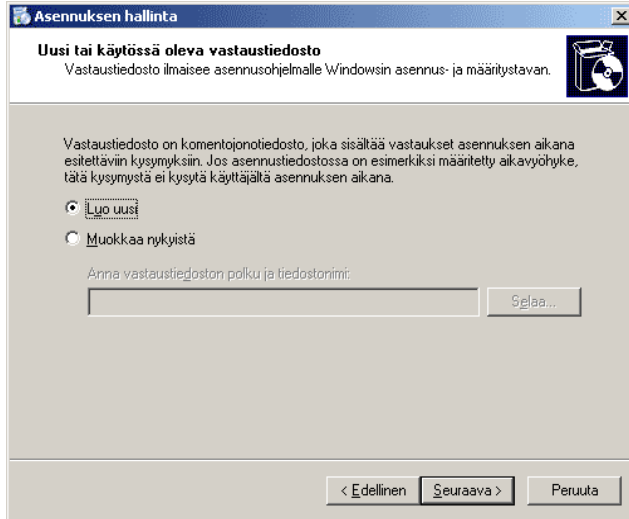 Asennuksen hallinta
Uusi tai käytössä oleva vastaustiedosto
Vastaustiedosto ilmaisee asennusohjelmalle Windowsin asennus- ja määritystavan.
Vastaustiedosto on komentojonotiedosto, joka sisältää vastaukset asennuksen aikana
esitettäviin kysymyksiin. Jos asennustiedostossa on esimerkiksi määritetty aikavyöhyke,
tätä kysymystä ei kysytä käyttäjältä asennuksen aikana.
Luo uusi
Muokkaa nykyistä
Anna vastaustiedoston polku ja tiedostonimi:
Selaa...
< Edellinen Seuraava > Peruuta